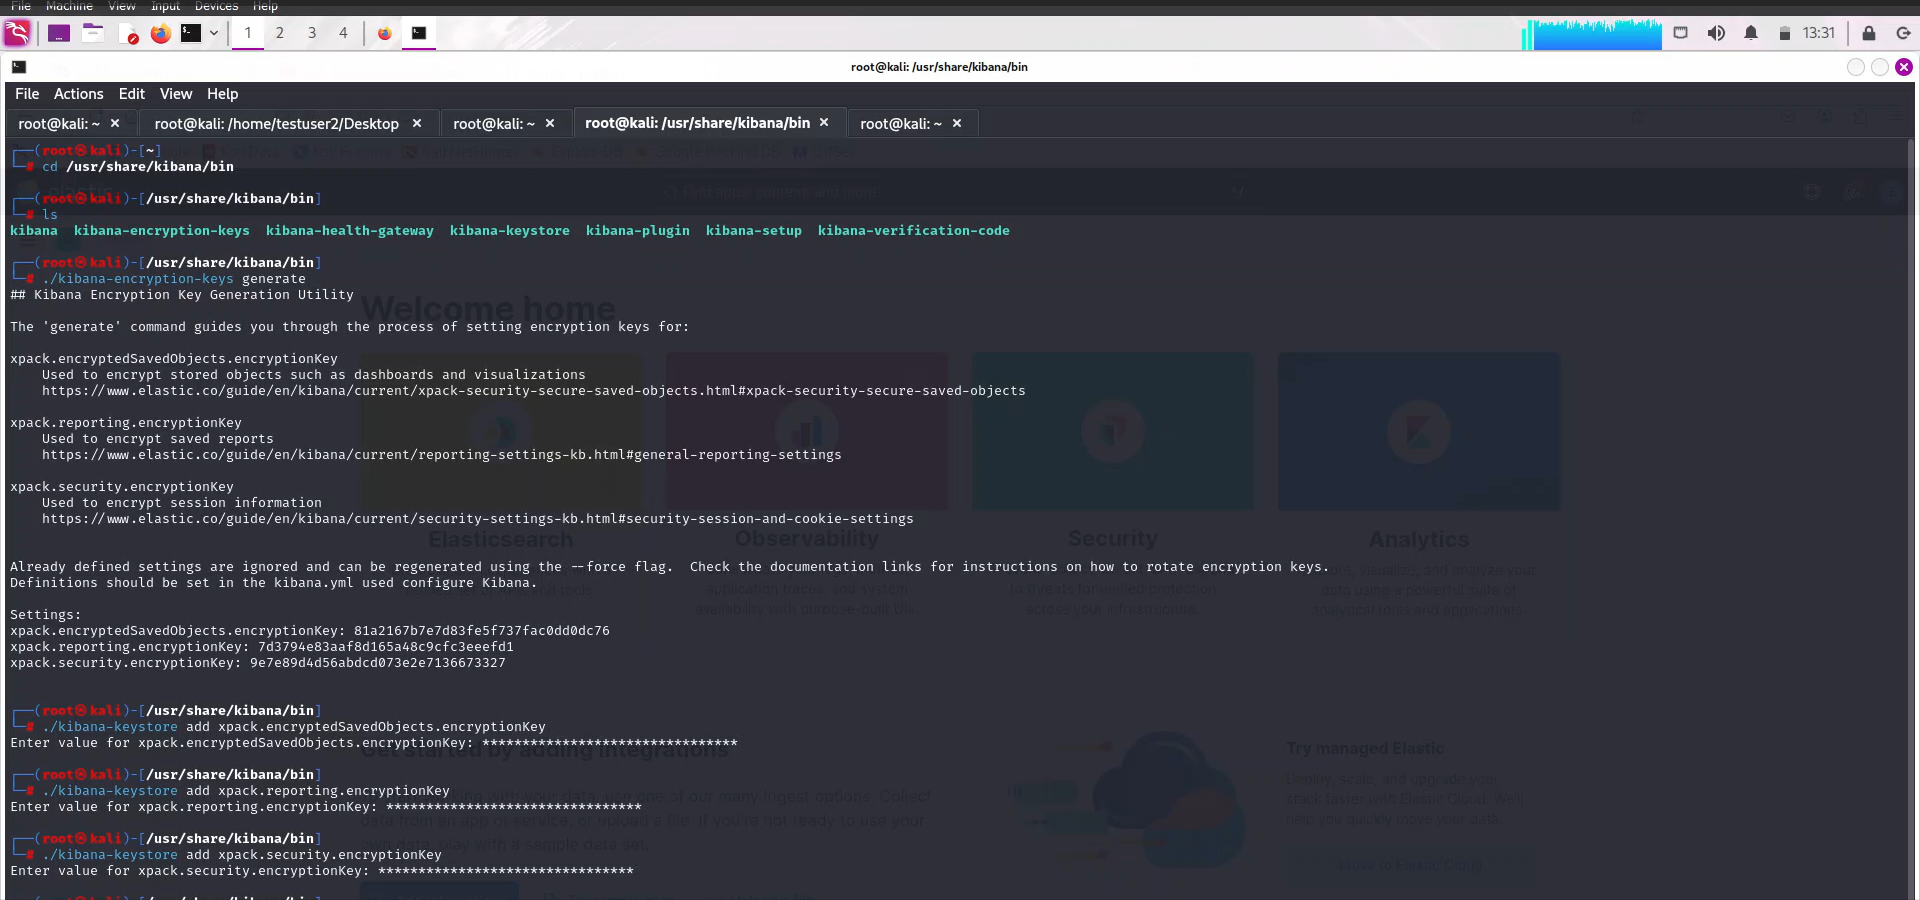 File Machine View Input Devices Help
1 2 3 4 13:31
root@kali: /usr/share/kibana/bin
File Actions Edit View Help
root@kali: ~ × root@kali: /home/testuser2/Desktop × root@kali: ~ × root@kali: /usr/share/kibana/bin × root@kali: ~ ×
┌──(root㉿kali)-[~]
└─# cd /usr/share/kibana/bin
┌──(root㉿kali)-[/usr/share/kibana/bin]
└─# ls
kibana kibana-encryption-keys kibana-health-gateway kibana-keystore kibana-plugin kibana-setup kibana-verification-code
┌──(root㉿kali)-[/usr/share/kibana/bin]
└─# ./kibana-encryption-keys generate
## Kibana Encryption Key Generation Utility
Welcome home
The 'generate' command guides you through the process of setting encryption keys for:
xpack.encryptedSavedObjects.encryptionKey
Used to encrypt stored objects such as dashboards and visualizations
https://www.elastic.co/guide/en/kibana/current/xpack-security-secure-saved-objects.html#xpack-security-secure-saved-objects
xpack.reporting.encryptionKey
Used to encrypt saved reports
https://www.elastic.co/guide/en/kibana/current/reporting-settings-kb.html#general-reporting-settings
xpack.security.encryptionKey
Used to encrypt session information
https://www.elastic.co/guide/en/kibana/current/security-settings-kb.html#security-session-and-cookie-settings
Elasticsearch Observability Security Analytics
Already defined settings are ignored and can be regenerated using the --force flag. Check the documentation links for instructions on how to rotate encryption keys.
Definitions should be set in the kibana.yml used configure Kibana.
Settings:
xpack.encryptedSavedObjects.encryptionKey: 81a2167b7e7d83fe5f737fac0dd0dc76
xpack.reporting.encryptionKey: 7d3794e83aaf8d165a48c9cfc3eeefd1
xpack.security.encryptionKey: 9e7e89d4d56abdcd073e2e7136673327
┌──(root㉿kali)-[/usr/share/kibana/bin]
└─# ./kibana-keystore add xpack.encryptedSavedObjects.encryptionKey
Enter value for xpack.encryptedSavedObjects.encryptionKey: ********************************
Get started by adding integrations
Try managed Elastic
┌──(root㉿kali)-[/usr/share/kibana/bin]
└─# ./kibana-keystore add xpack.reporting.encryptionKey
Enter value for xpack.reporting.encryptionKey: ********************************
┌──(root㉿kali)-[/usr/share/kibana/bin]
└─# ./kibana-keystore add xpack.security.encryptionKey
Enter value for xpack.security.encryptionKey: ********************************